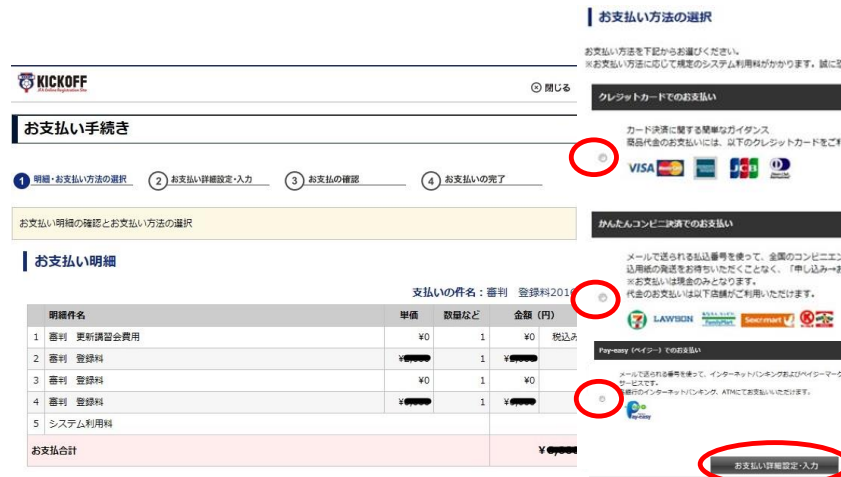 KICKOFF
閉じる
お支払い手続き
1 明細・お支払い方法の選択 2 お支払い詳細設定・入力 3 お支払の確認 4 お支払いの完了
お支払い明細の確認とお支払い方法の選択
お支払い明細
支払いの件名：審判 登録料201
明細件名 単価 数量など 金額（円）
1 審判 更新講習会費用 ¥0 1 ¥0 税込み
2 審判 登録料 ¥ 1 ¥
3 審判 登録料 ¥0 1 ¥0
4 審判 登録料 ¥ 1 ¥
5 システム利用料
お支払合計 ¥
お支払い方法の選択
お支払い方法を下記からお選びください。
※お支払い方法に応じて規定のシステム利用料がかかります。誠に
クレジットカードでのお支払い
カード決済に関する簡単なガイダンス
商品代金のお支払いには、以下のクレジットカードをご利
VISA JCB
かんたんコンビニ決済でのお支払い
メールで送られる払込番号を使って、全国のコンビニエン
込用紙の発送をお待ちいただくことなく、「申し込み→お
※お支払いは現金のみとなります。
代金のお支払いは以下店舗がご利用いただけます。
LAWSON FamilyMart Seicomart
Pay-easy（ペイジー）でのお支払い
メールで送られる番号を使って、インターネットバンキングおよびペイジーマーク
サービスです。
銀行のインターネットバンキング、ATMにてお支払いいただけます。
Pay-easy
お支払い詳細設定・入力